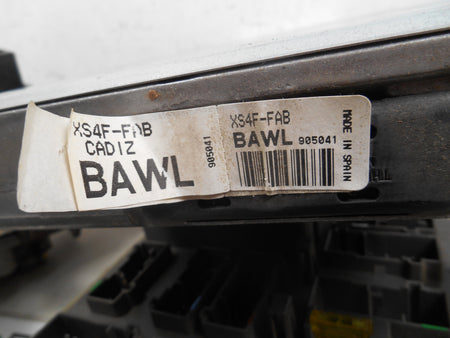 XS4F-FAB
CADIZ
BAWL
905041
XS4F-FAB
BAWL 905041
MADE IN SPAIN